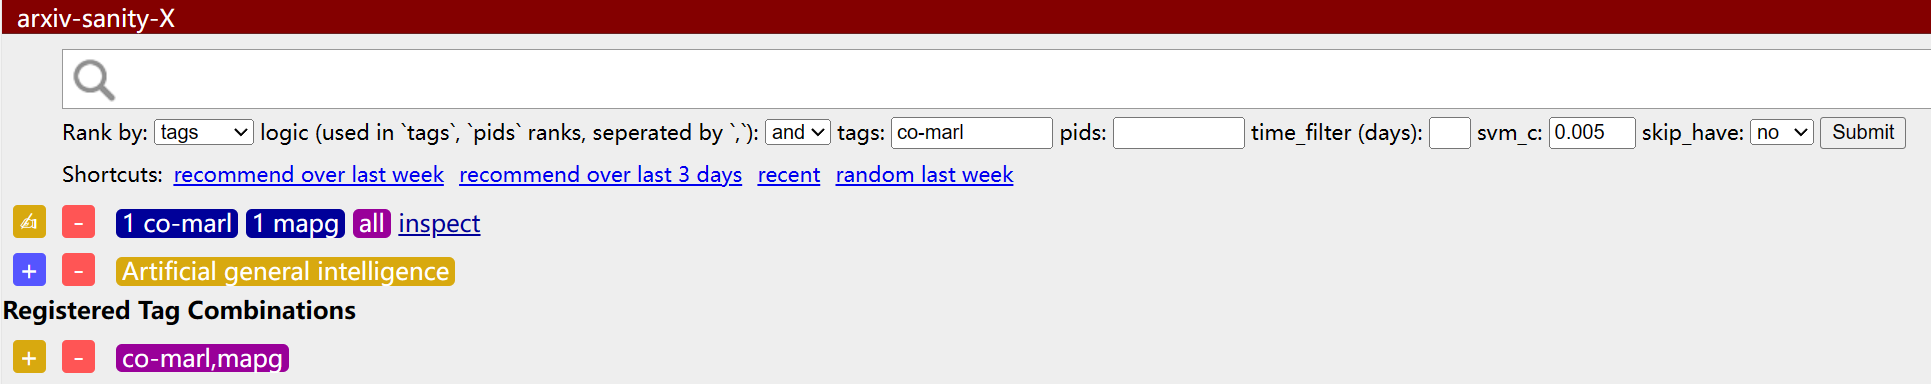 arxiv-sanity-X
Rank by: tags logic (used in `tags`, `pids` ranks, seperated by `,`): and tags: co-marl pids: time_filter (days): svm_c: 0.005 skip_have: no Submit
Shortcuts: recommend over last week recommend over last 3 days recent random last week
✍ - 1 co-marl 1 mapg all inspect
+ - Artificial general intelligence
Registered Tag Combinations
+ - co-marl,mapg